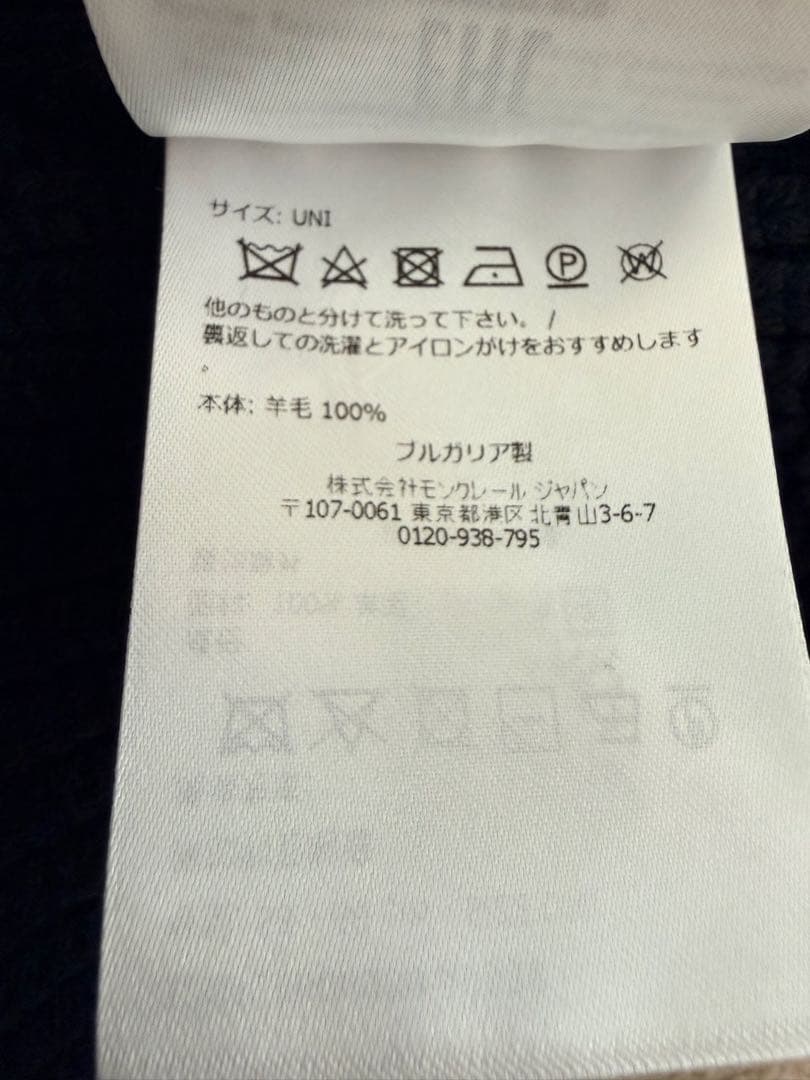 サイズ: UNI
P W
他のものと分けて洗って下さい。 /
裏返しての洗濯とアイロンがけをおすすめします
。
本体: 羊毛 100%
ブルガリア製
株式会社モンクレール ジャパン
〒107-0061 東京都港区北青山3-6-7
0120-938-795